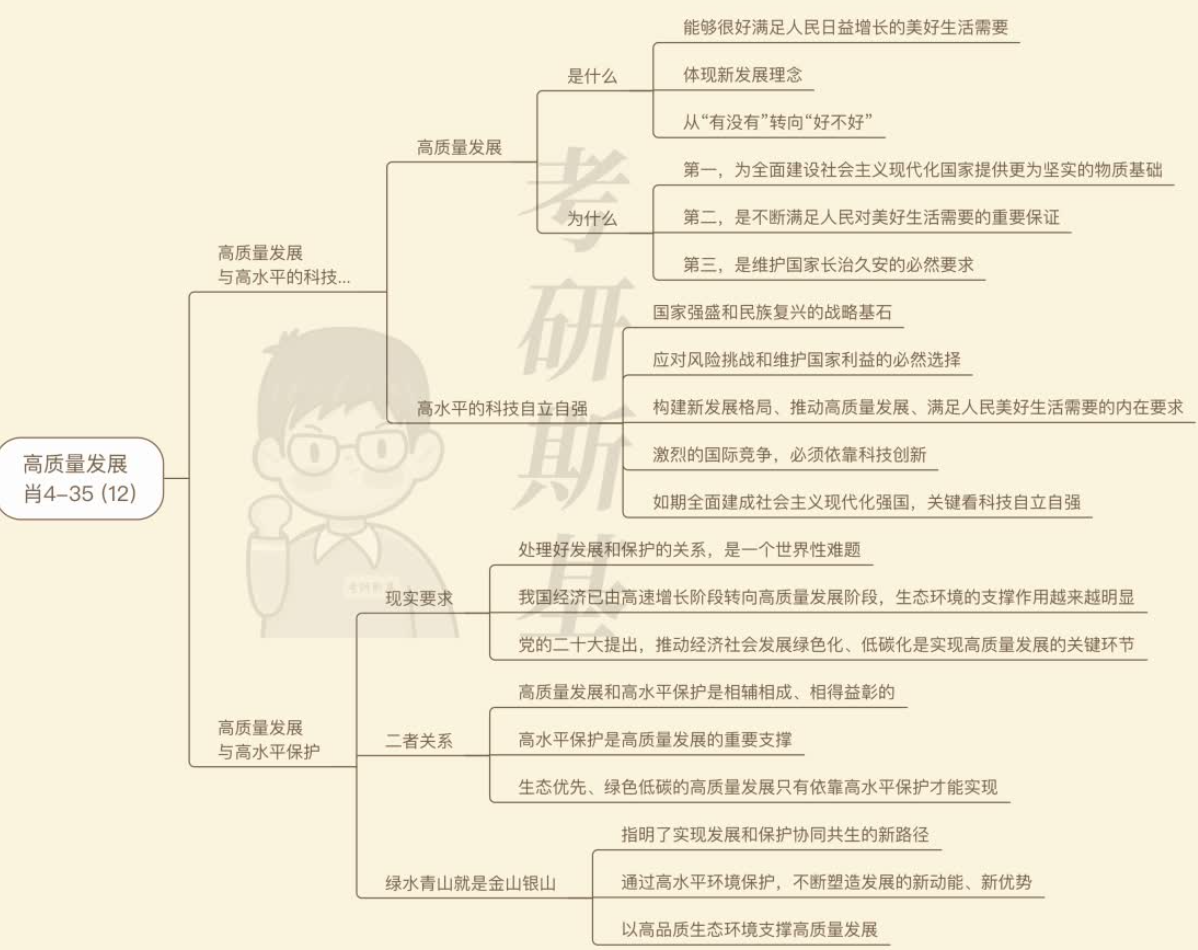 高质量发展
肖4-35 (12)
高质量发展
与高水平的科技...
高质量发展
是什么
能够很好满足人民日益增长的美好生活需要
体现新发展理念
从“有没有”转向“好不好”
为什么
第一，为全面建设社会主义现代化国家提供更为坚实的物质基础
第二，是不断满足人民对美好生活需要的重要保证
第三，是维护国家长治久安的必然要求
高水平的科技自立自强
国家强盛和民族复兴的战略基石
应对风险挑战和维护国家利益的必然选择
构建新发展格局、推动高质量发展、满足人民美好生活需要的内在要求
激烈的国际竞争，必须依靠科技创新
如期全面建成社会主义现代化强国，关键看科技自立自强
高质量发展
与高水平保护
现实要求
处理好发展和保护的关系，是一个世界性难题
我国经济已由高速增长阶段转向高质量发展阶段，生态环境的支撑作用越来越明显
党的二十大提出，推动经济社会发展绿色化、低碳化是实现高质量发展的关键环节
二者关系
高质量发展和高水平保护是相辅相成、相得益彰的
高水平保护是高质量发展的重要支撑
生态优先、绿色低碳的高质量发展只有依靠高水平保护才能实现
绿水青山就是金山银山
指明了实现发展和保护协同共生的新路径
通过高水平环境保护，不断塑造发展的新动能、新优势
以高品质生态环境支撑高质量发展
考研斯基